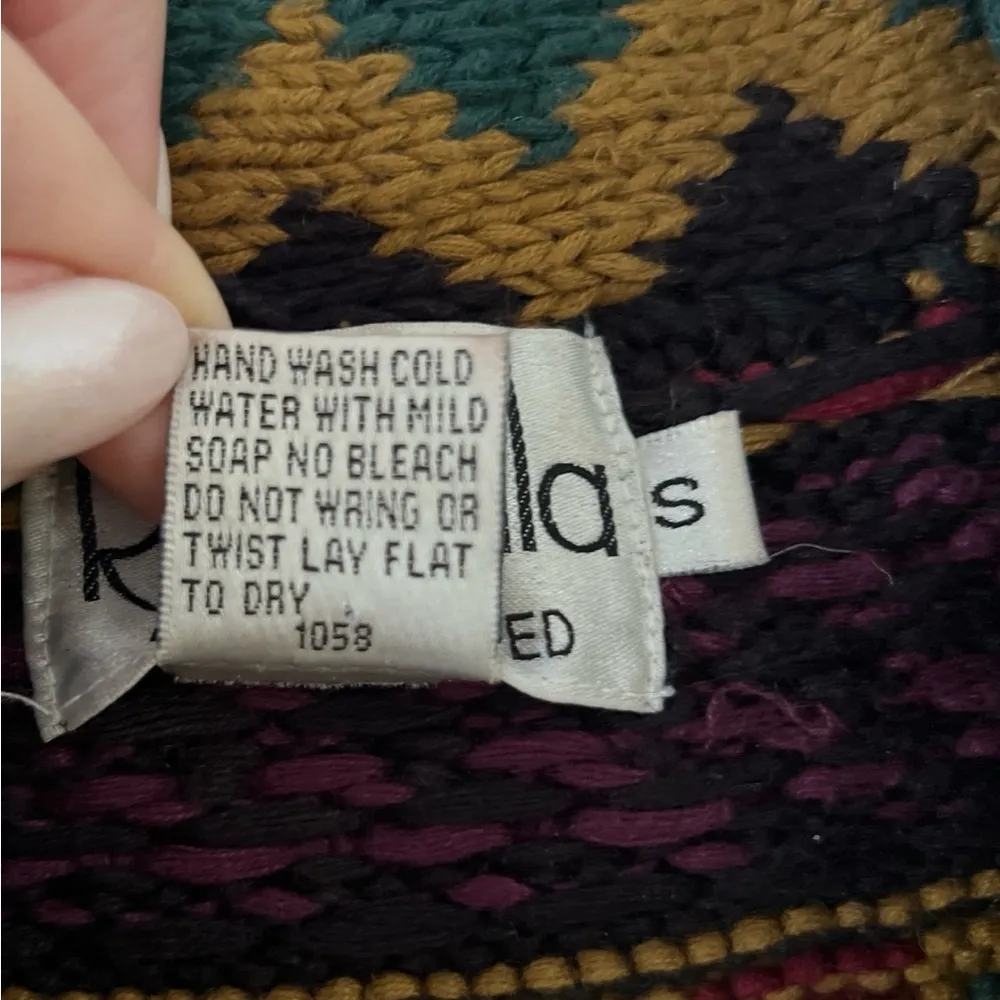 HAND WASH COLD
WATER WITH MILD
SOAP NO BLEACH
DO NOT WRING OR
TWIST LAY FLAT
TO DRY
1058
lla
S
ED